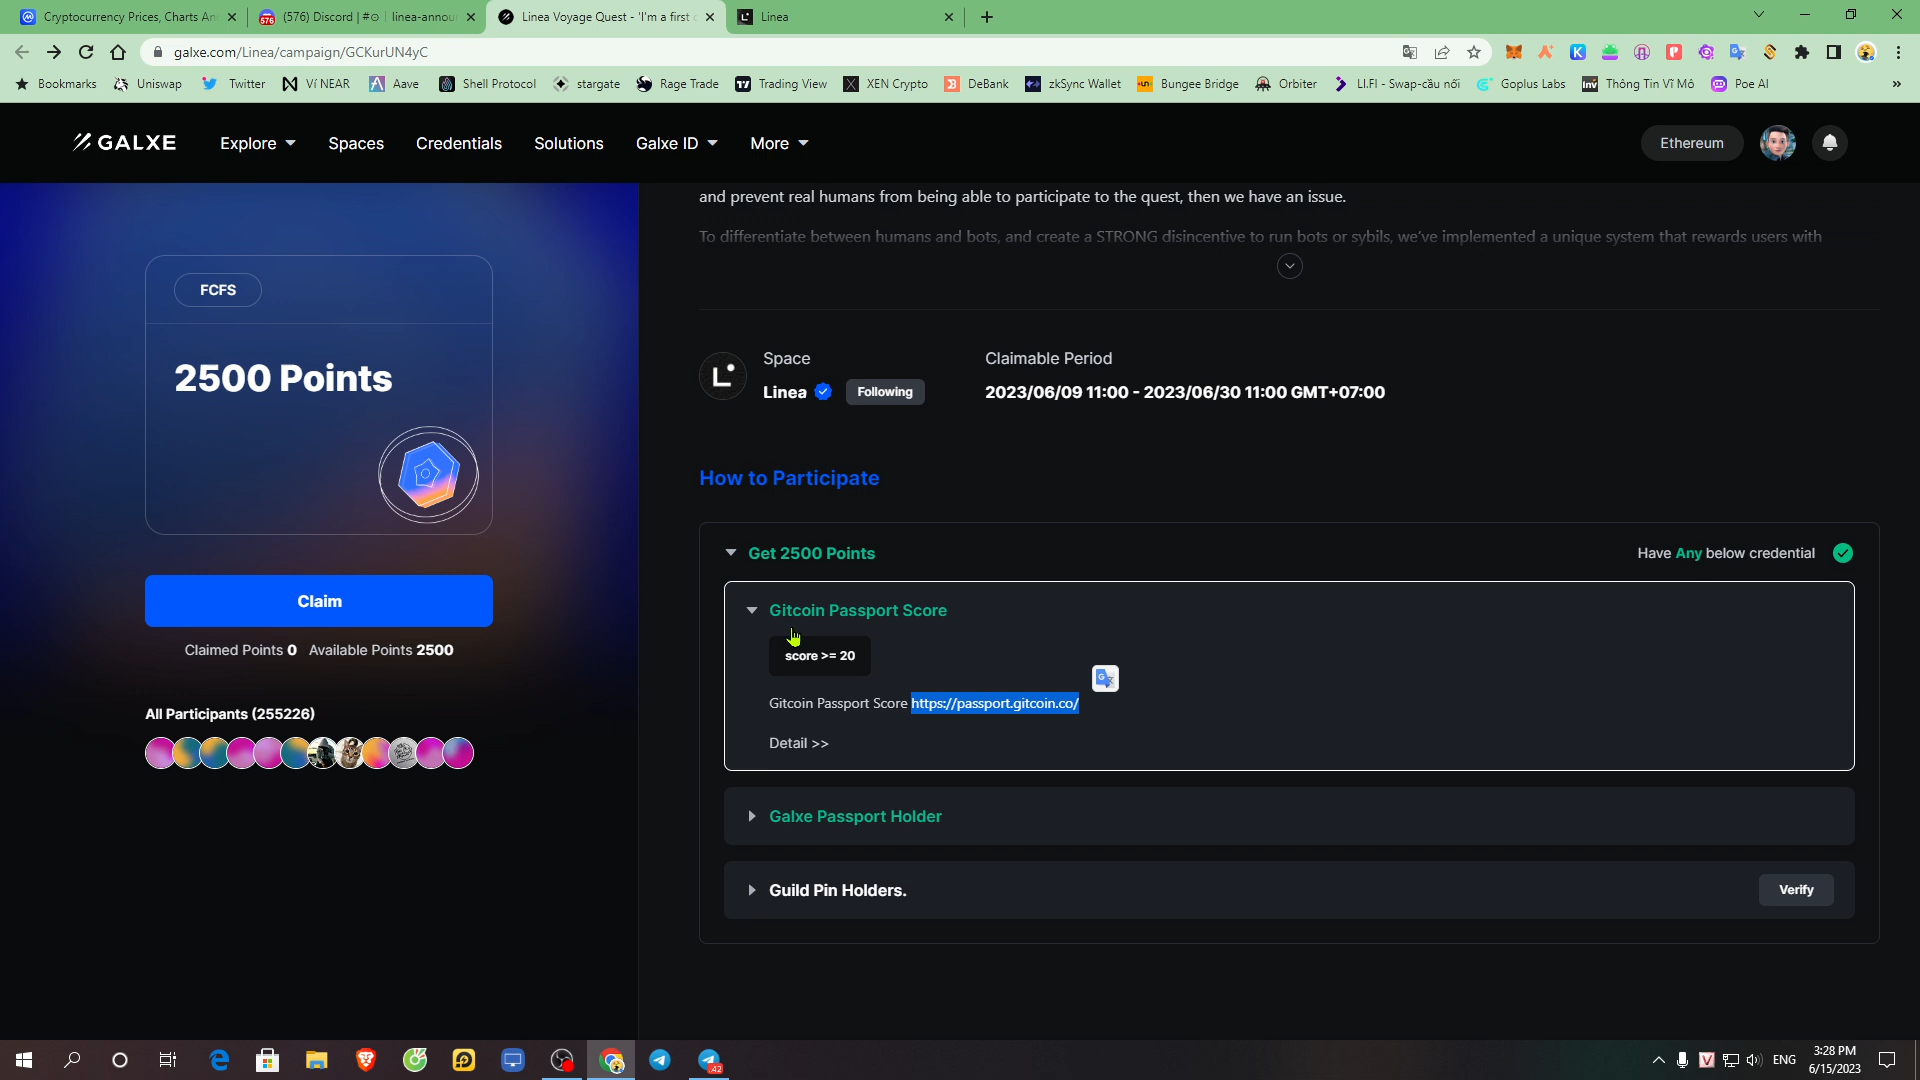 Cryptocurrency Prices, Charts An
(576) Discord | #⊙ | linea-annou
Linea Voyage Quest - 'I'm a first
Linea
galxe.com/Linea/campaign/GCKurUN4yC
Bookmarks
Uniswap
Twitter
Ví NEAR
Aave
Shell Protocol
stargate
Rage Trade
Trading View
XEN Crypto
DeBank
zkSync Wallet
Bungee Bridge
Orbiter
LI.FI - Swap-cầu nối
Goplus Labs
Thông Tin Vĩ Mô
Poe AI
GALXE
Explore
Spaces
Credentials
Solutions
Galxe ID
More
Ethereum
and prevent real humans from being able to participate to the quest, then we have an issue.
To differentiate between humans and bots, and create a STRONG disincentive to run bots or sybils, we've implemented a unique system that rewards users with
FCFS
2500 Points
Claim
Claimed Points 0 Available Points 2500
All Participants (255226)
Space
Linea
Following
Claimable Period
2023/06/09 11:00 - 2023/06/30 11:00 GMT+07:00
How to Participate
Get 2500 Points
Have Any below credential
Gitcoin Passport Score
score >= 20
Gitcoin Passport Score https://passport.gitcoin.co/
Detail >>
Galxe Passport Holder
Guild Pin Holders.
Verify
42
ENG
3:28 PM
6/15/2023